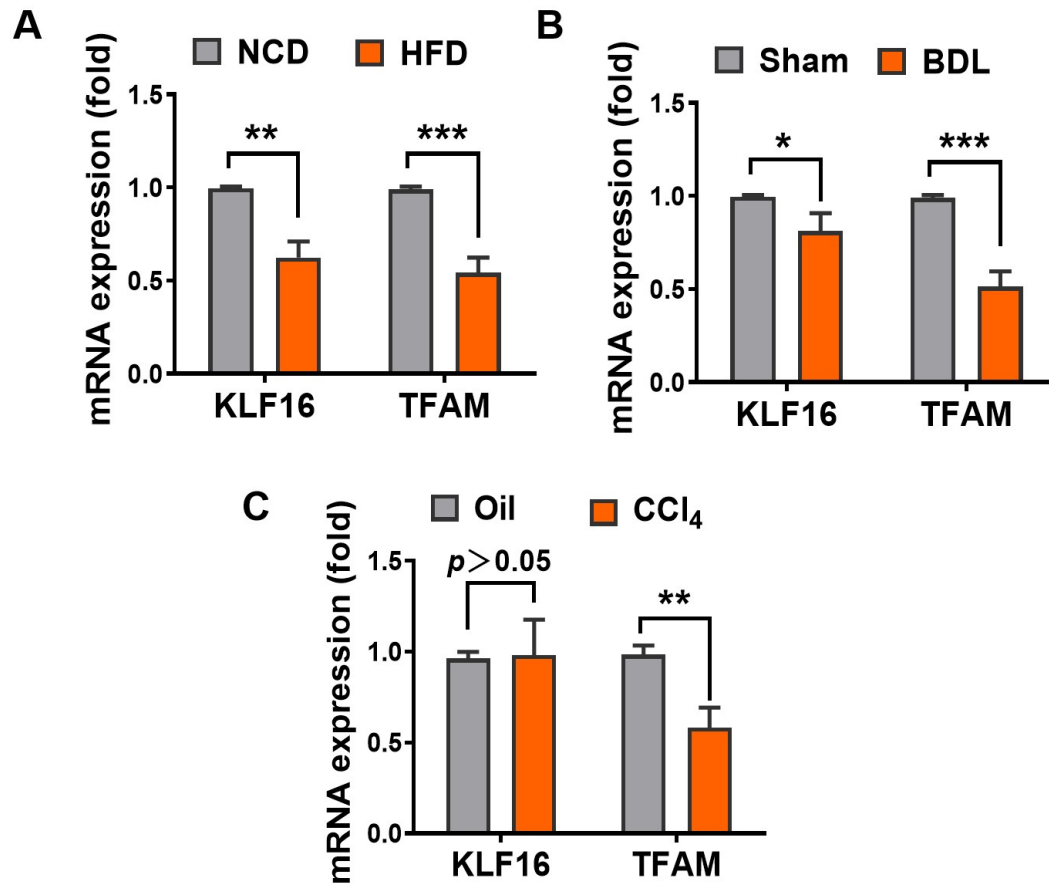 A
NCD HFD
mRNA expression (fold)
1.5
1.0
0.5
0.0
** ***
KLF16 TFAM
B
Sham BDL
mRNA expression (fold)
1.5
1.0
0.5
0.0
* ***
KLF16 TFAM
C
Oil CCl₄
mRNA expression (fold)
1.5
1.0
0.5
0.0
p＞0.05 **
KLF16 TFAM